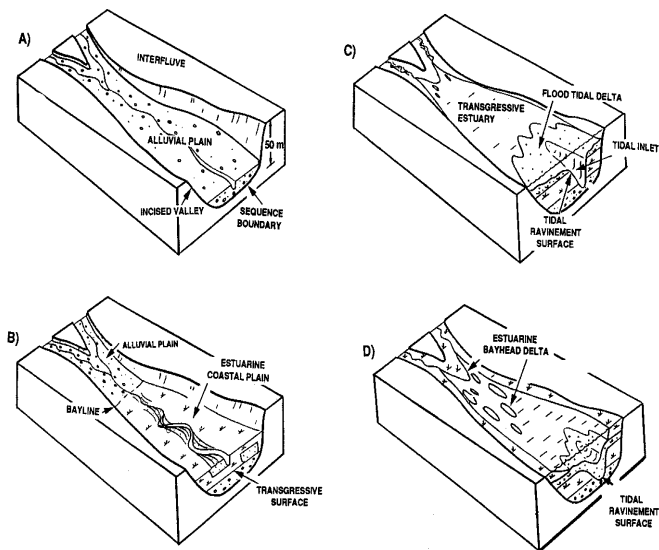 A)
INTERFLUVE
ALLUVIAL PLAIN
50 m
INCISED VALLEY
SEQUENCE
BOUNDARY
B)
ALLUVIAL PLAIN
ESTUARINE
COASTAL PLAIN
BAYLINE
TRANSGRESSIVE
SURFACE
C)
FLOOD TIDAL DELTA
TRANSGRESSIVE
ESTUARY
TIDAL INLET
TIDAL
RAVINEMENT
SURFACE
D)
ESTUARINE
BAYHEAD DELTA
TIDAL
RAVINEMENT
SURFACE